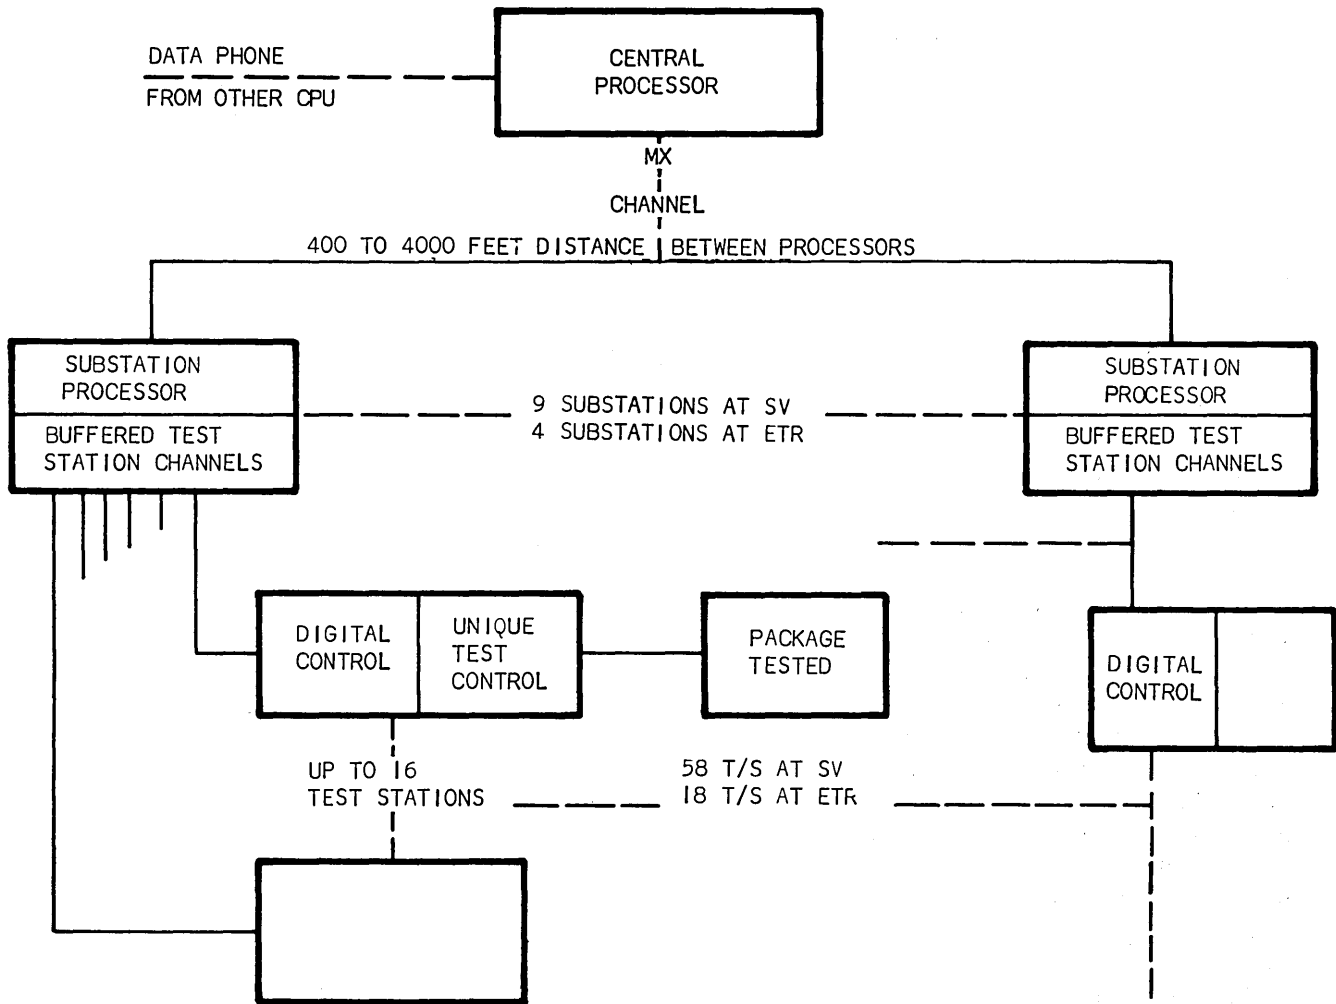 DATA PHONE
FROM OTHER CPU
CENTRAL
PROCESSOR
MX
CHANNEL
400 TO 4000 FEET DISTANCE BETWEEN PROCESSORS
SUBSTATION
PROCESSOR
BUFFERED TEST
STATION CHANNELS
9 SUBSTATIONS AT SV
4 SUBSTATIONS AT ETR
SUBSTATION
PROCESSOR
BUFFERED TEST
STATION CHANNELS
DIGITAL
CONTROL
UNIQUE
TEST
CONTROL
PACKAGE
TESTED
DIGITAL
CONTROL
UP TO 16
TEST STATIONS
58 T/S AT SV
18 T/S AT ETR